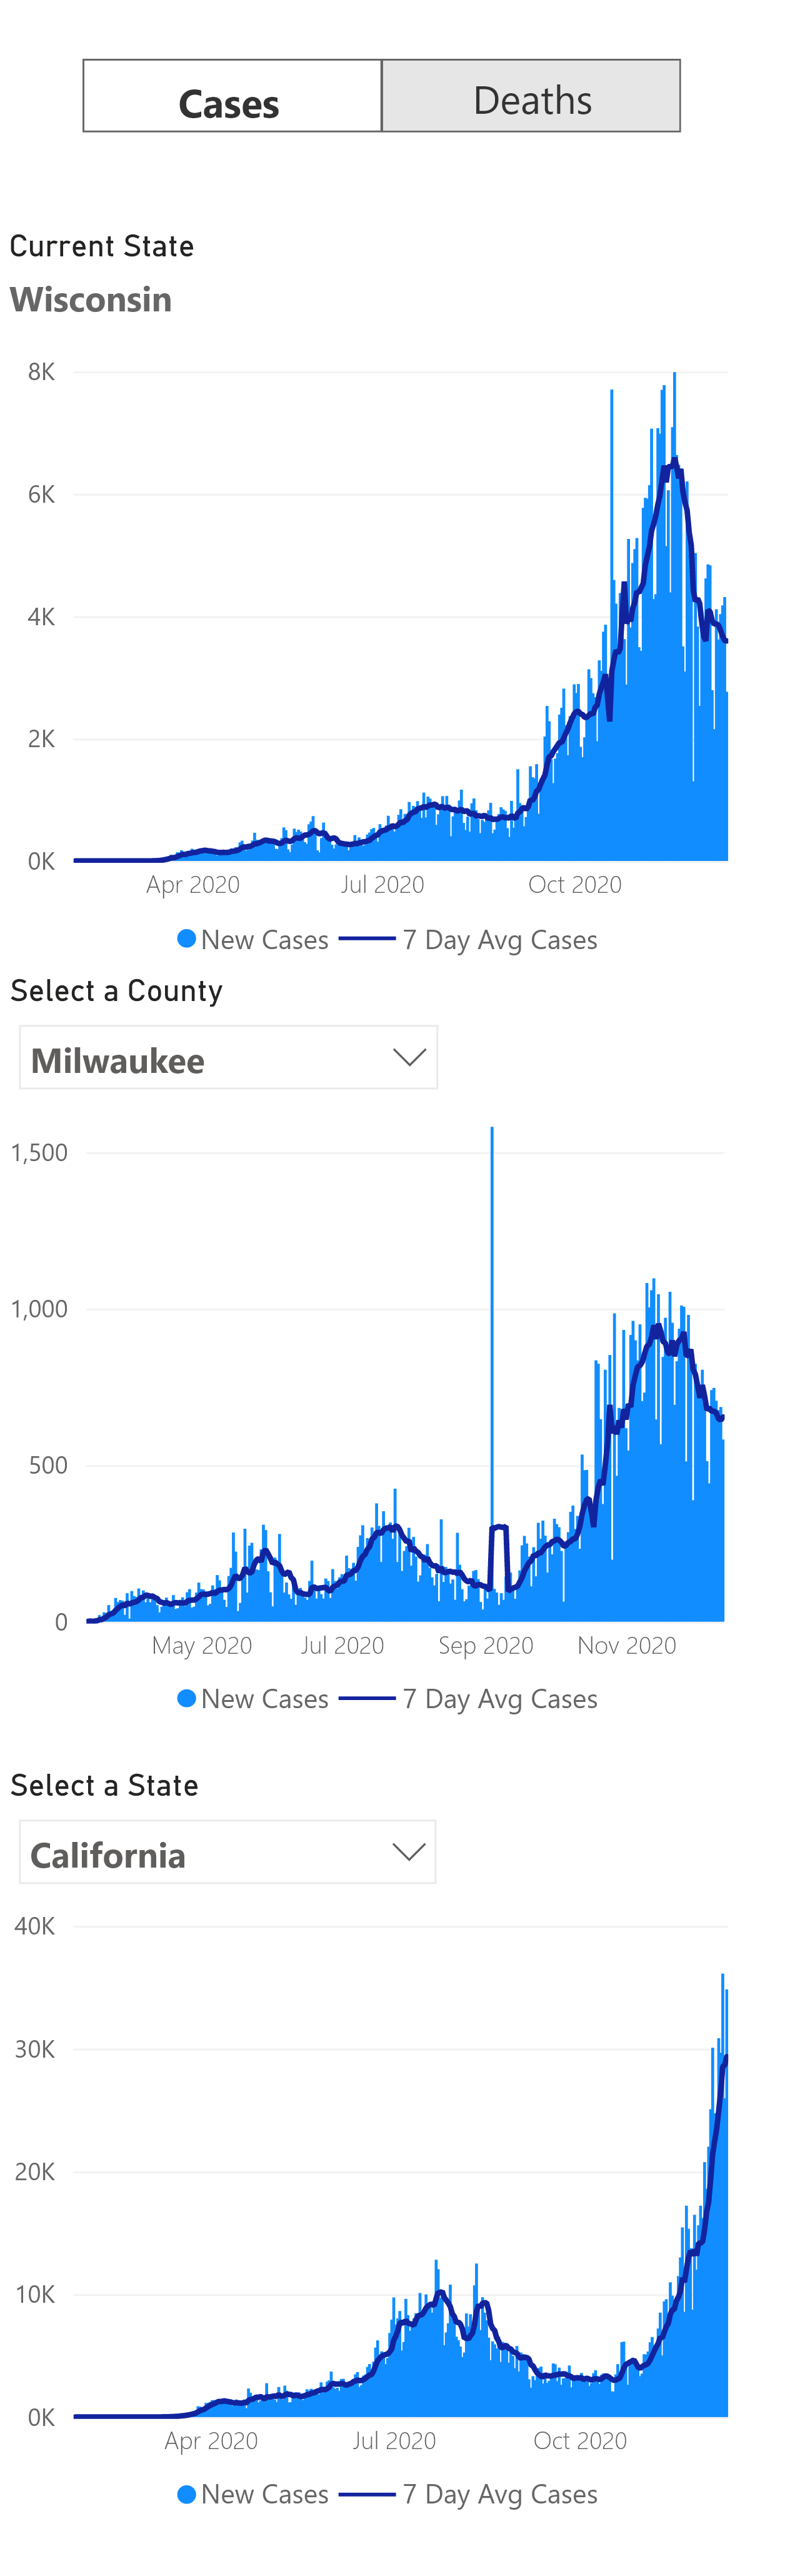 Cases Deaths
Current State
Wisconsin
8K
6K
4K
2K
0K
Apr 2020 Jul 2020 Oct 2020
New Cases 7 Day Avg Cases
Select a County
Milwaukee
1,500
1,000
500
0
May 2020 Jul 2020 Sep 2020 Nov 2020
New Cases 7 Day Avg Cases
Select a State
California
40K
30K
20K
10K
0K
Apr 2020 Jul 2020 Oct 2020
New Cases 7 Day Avg Cases